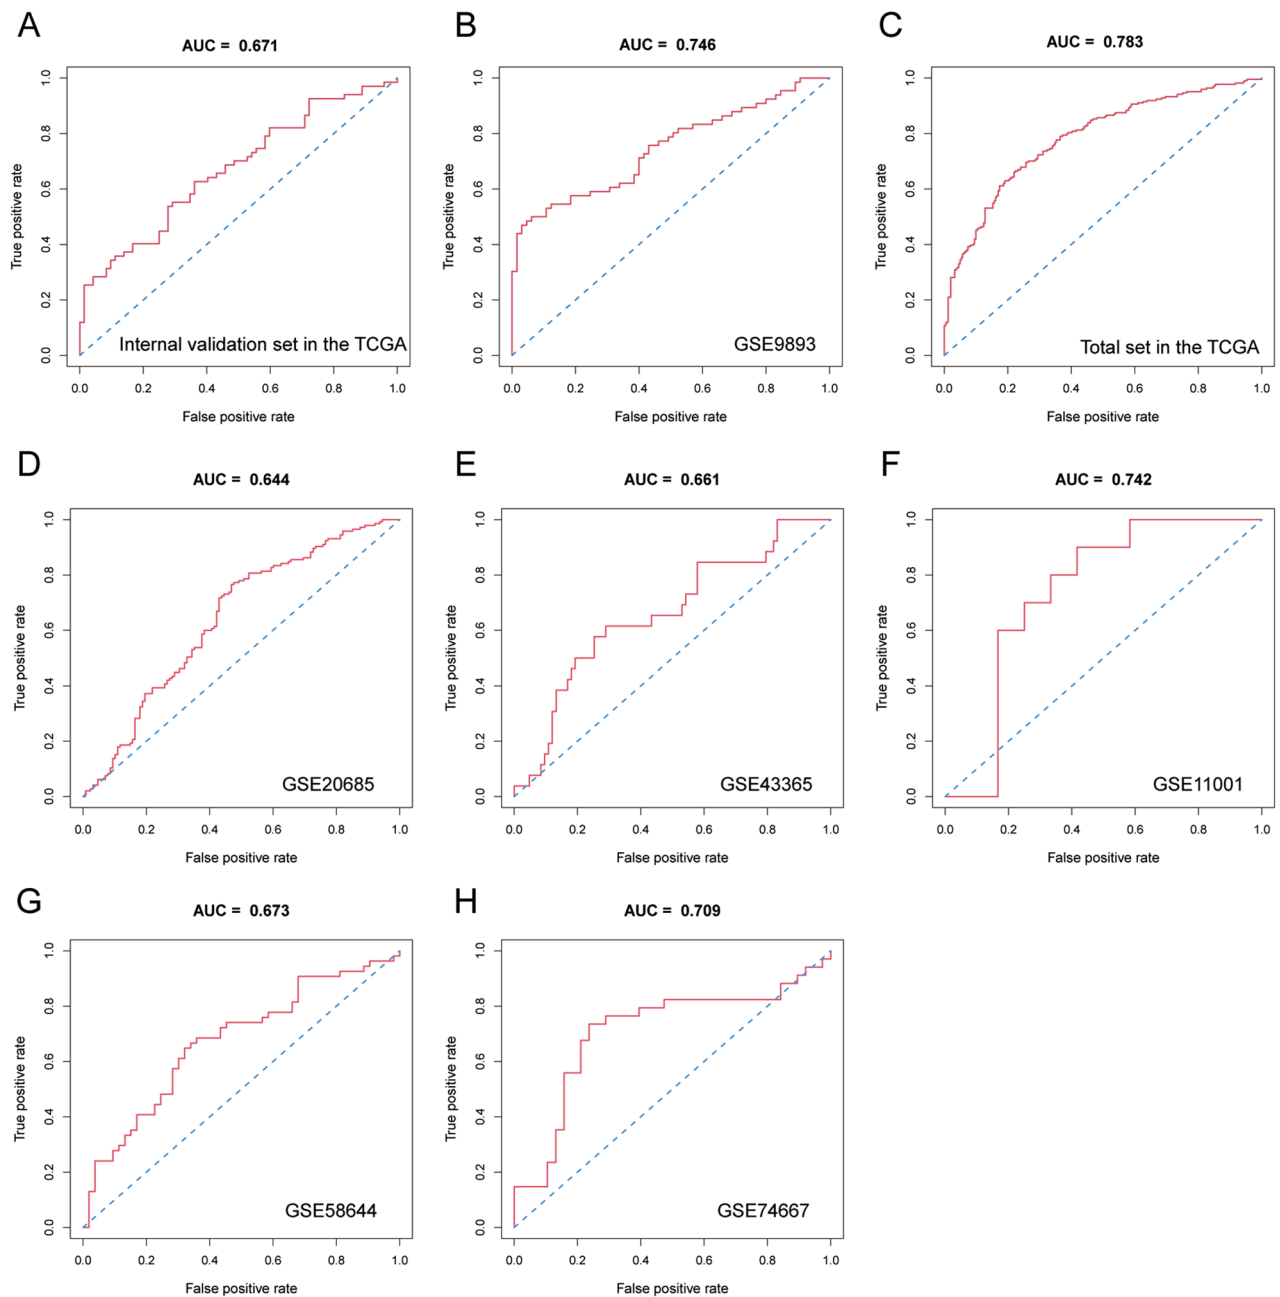 A
AUC = 0.671
True positive rate
0.0 0.2 0.4 0.6 0.8 1.0
Internal validation set in the TCGA
0.0 0.2 0.4 0.6 0.8 1.0
False positive rate
B
AUC = 0.746
True positive rate
0.0 0.2 0.4 0.6 0.8 1.0
GSE9893
0.0 0.2 0.4 0.6 0.8 1.0
False positive rate
C
AUC = 0.783
True positive rate
0.0 0.2 0.4 0.6 0.8 1.0
Total set in the TCGA
0.0 0.2 0.4 0.6 0.8 1.0
False positive rate
D
AUC = 0.644
True positive rate
0.0 0.2 0.4 0.6 0.8 1.0
GSE20685
0.0 0.2 0.4 0.6 0.8 1.0
False positive rate
E
AUC = 0.661
True positive rate
0.0 0.2 0.4 0.6 0.8 1.0
GSE43365
0.0 0.2 0.4 0.6 0.8 1.0
False positive rate
F
AUC = 0.742
True positive rate
0.0 0.2 0.4 0.6 0.8 1.0
GSE11001
0.0 0.2 0.4 0.6 0.8 1.0
False positive rate
G
AUC = 0.673
True positive rate
0.0 0.2 0.4 0.6 0.8 1.0
GSE58644
0.0 0.2 0.4 0.6 0.8 1.0
False positive rate
H
AUC = 0.709
True positive rate
0.0 0.2 0.4 0.6 0.8 1.0
GSE74667
0.0 0.2 0.4 0.6 0.8 1.0
False positive rate